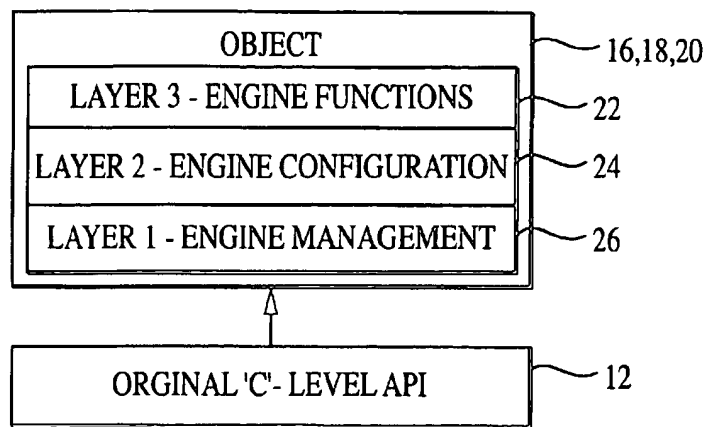 OBJECT
16,18,20
LAYER 3 - ENGINE FUNCTIONS
22
LAYER 2 - ENGINE CONFIGURATION
24
LAYER 1 - ENGINE MANAGEMENT
26
ORGINAL 'C'- LEVEL API
12